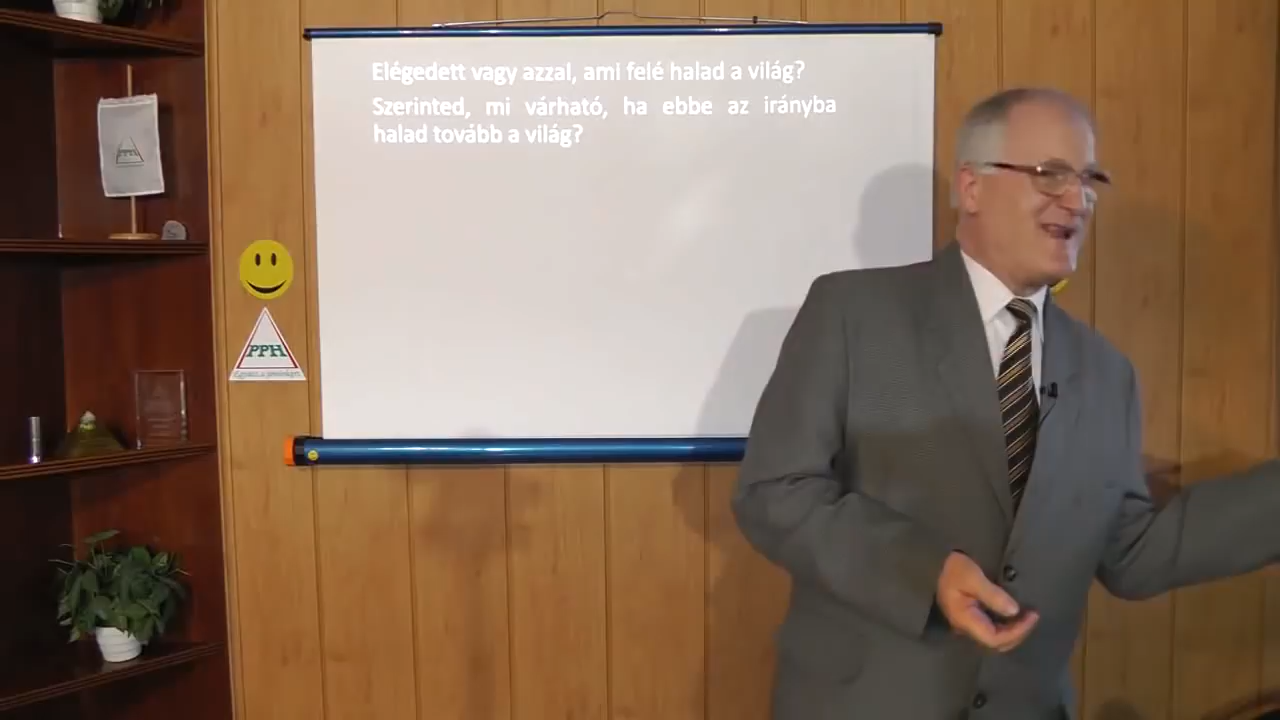 Elégedett vagy azzal, ami felé halad a világ?
Szerinted, mi várható, ha ebbe az irányba
halad tovább a világ?
PPH
PPH